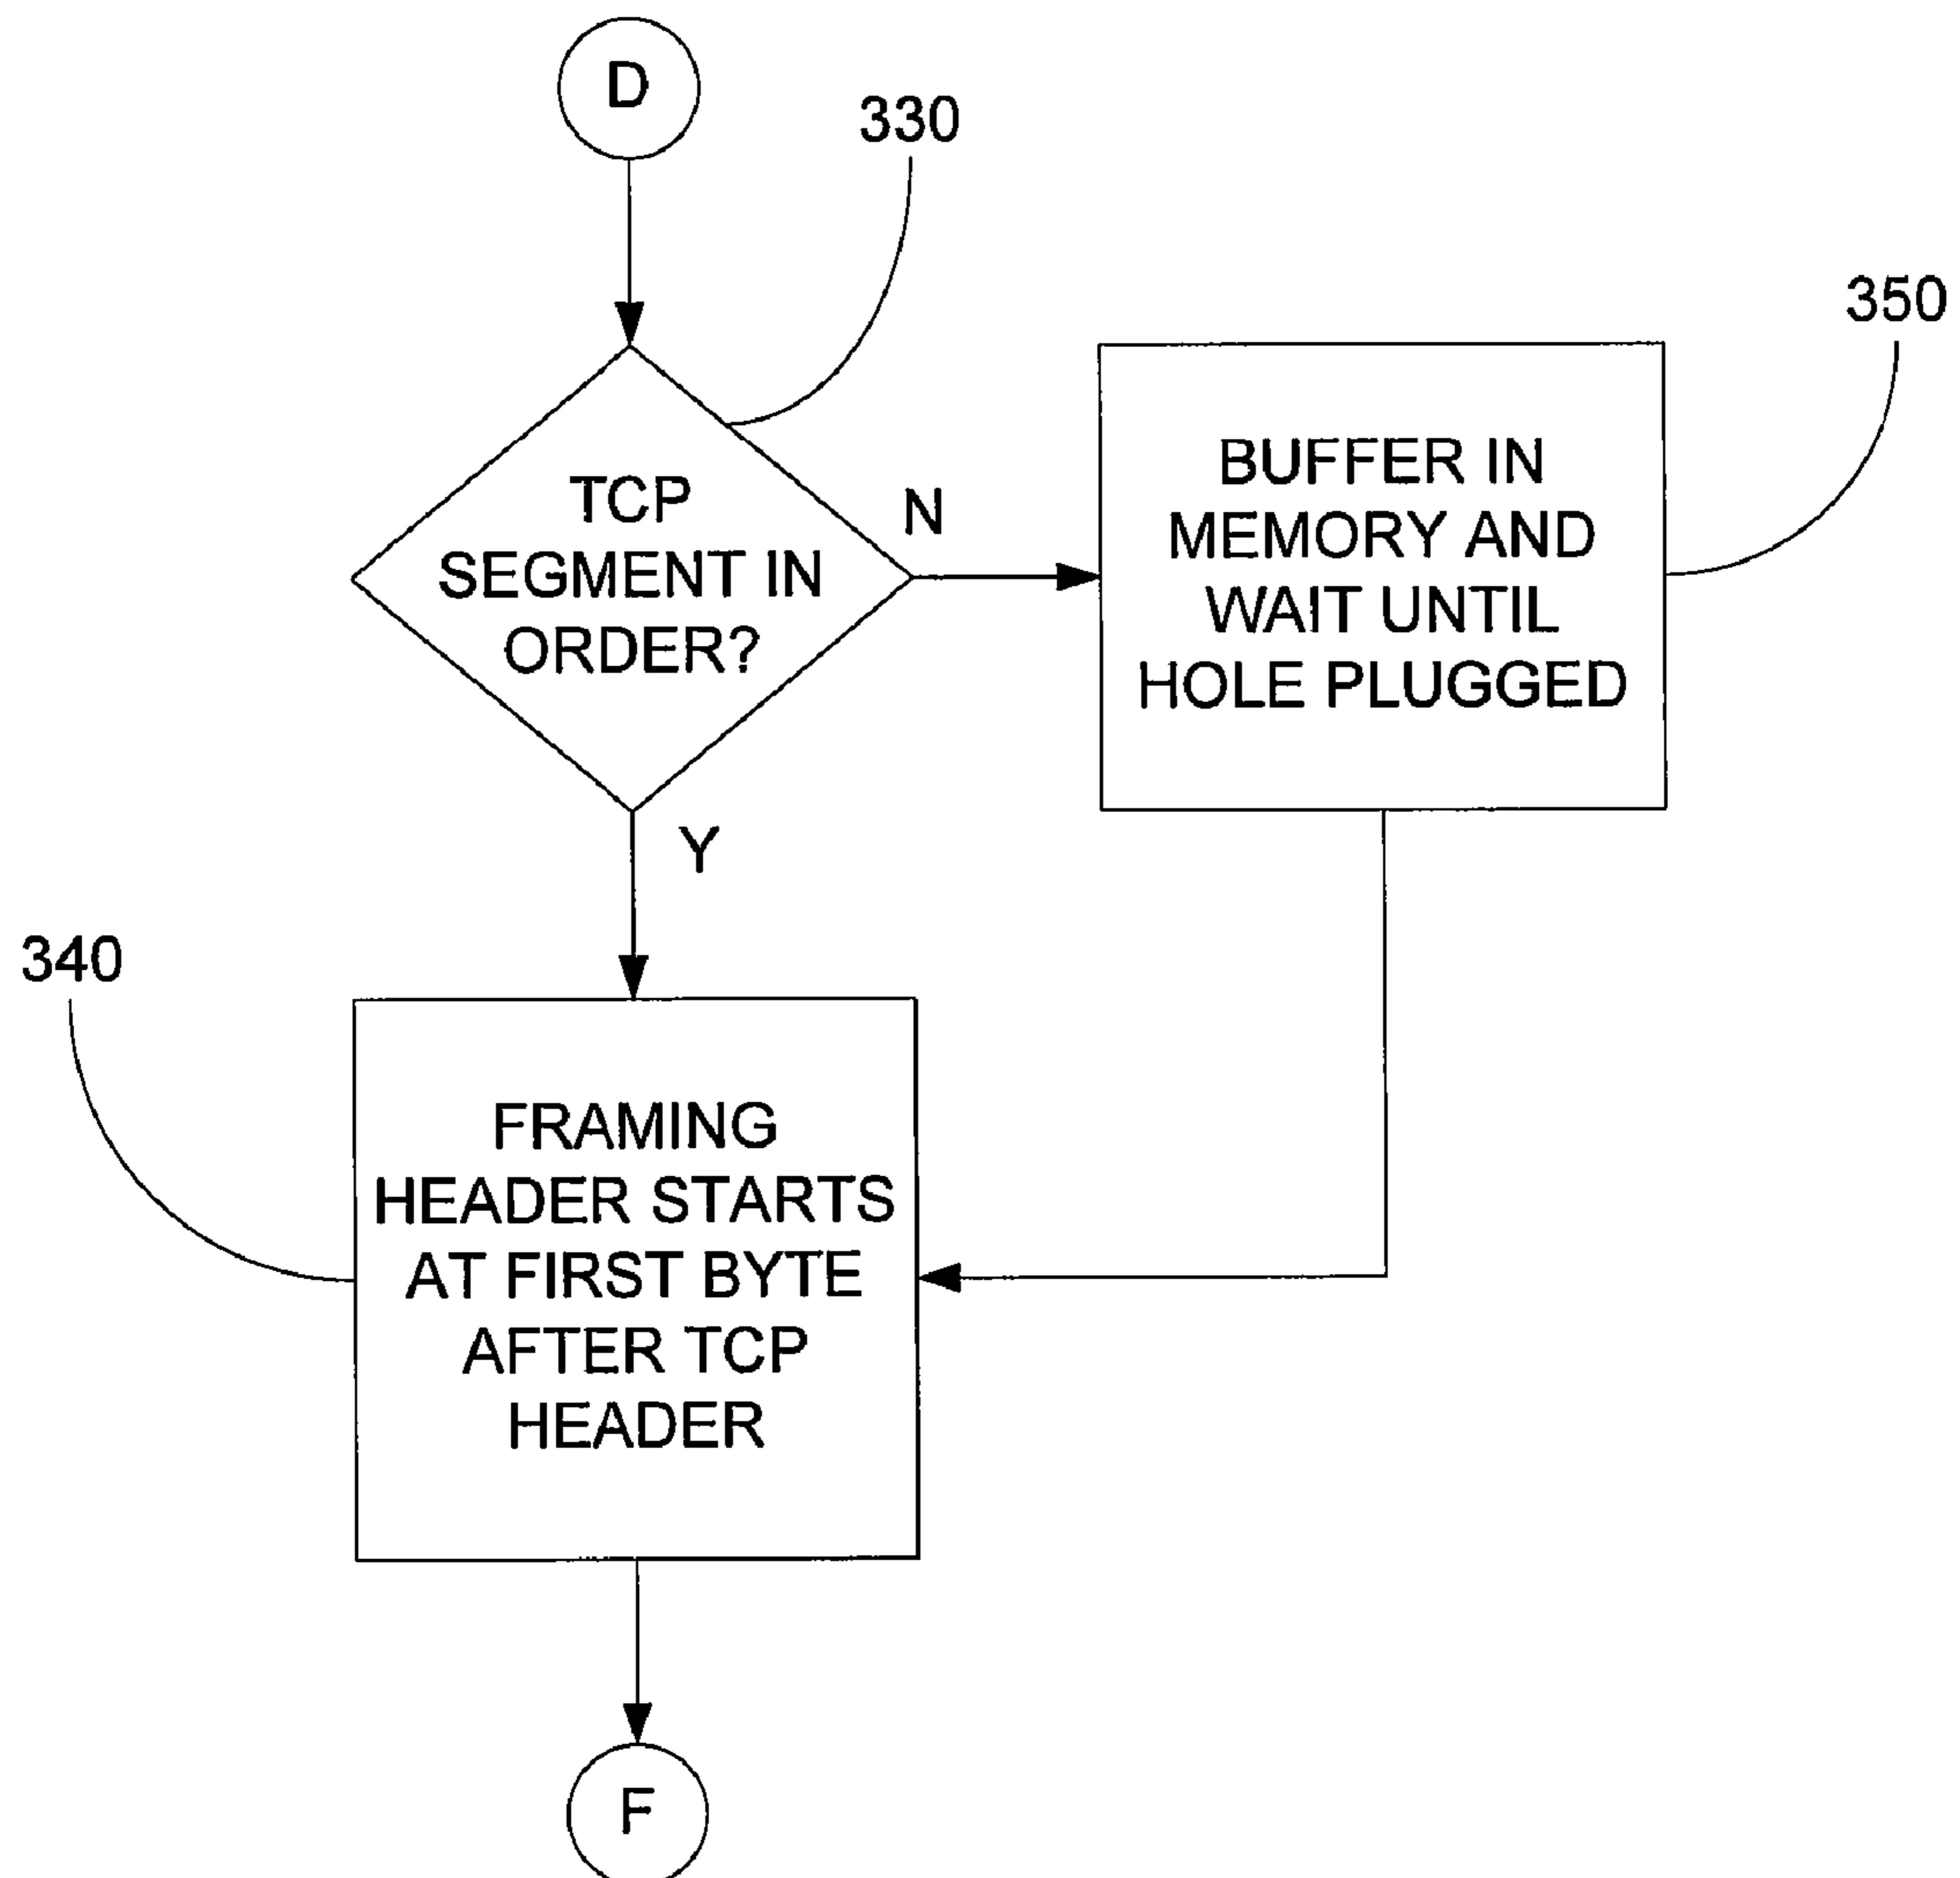 D
330
350
TCP
SEGMENT IN
ORDER?
N
BUFFER IN
MEMORY AND
WAIT UNTIL
HOLE PLUGGED
Y
340
FRAMING
HEADER STARTS
AT FIRST BYTE
AFTER TCP
HEADER
F